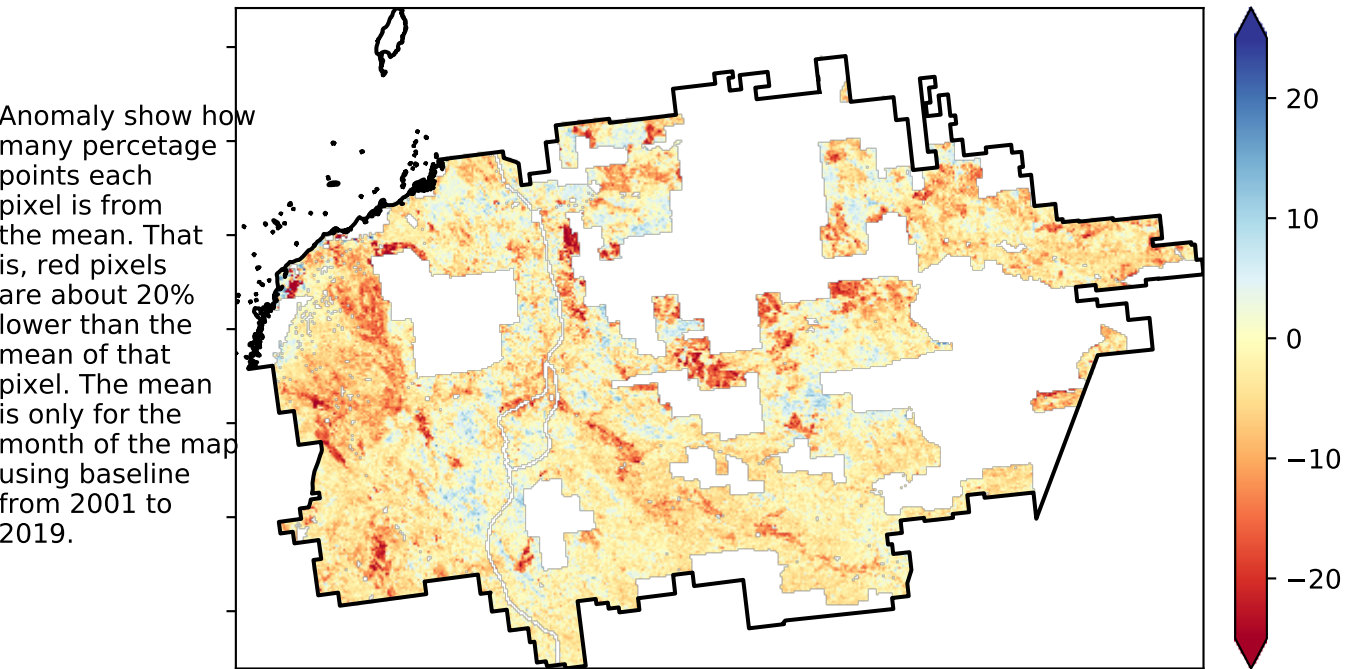 Anomaly show how
many percetage
points each
pixel is from
the mean. That
is, red pixels
are about 20%
lower than the
mean of that
pixel. The mean
is only for the
month of the map
using baseline
from 2001 to
2019.
20
10
0
−10
−20